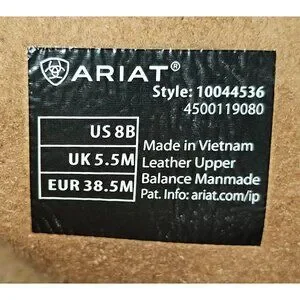 ARIAT®
Style: 10044536
4500119080
US 8B
UK 5.5M
EUR 38.5M
Made in Vietnam
Leather Upper
Balance Manmade
Pat. Info: ariat.com/ip